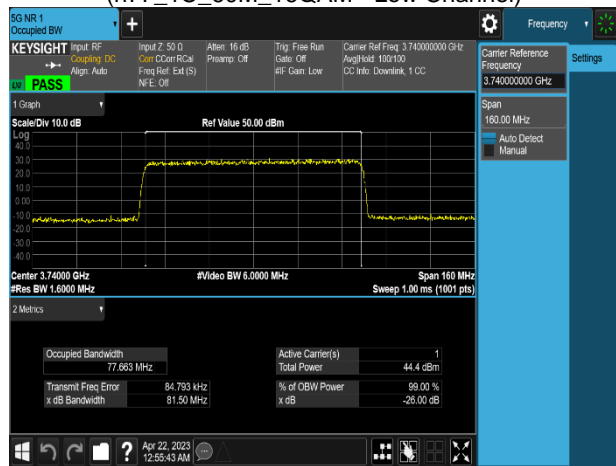 5G NR 1
Occupied BW
Frequency
KEYSIGHT
Input: RF
Coupling: DC
Align: Auto
Input Z: 50 Ω
Corr CCorr RCal
Freq Ref: Ext (S)
NFE: Off
Atten: 16 dB
Preamp: Off
Trig: Free Run
Gate: Off
#IF Gain: Low
Carrier Ref Freq: 3.740000000 GHz
Avg|Hold: 100/100
CC Info: Downlink, 1 CC
LXI
PASS
Carrier Reference
Frequency
3.740000000 GHz
Span
160.00 MHz
Auto Detect
Manual
Settings
1 Graph
Scale/Div 10.0 dB
Ref Value 50.00 dBm
Log
40.0
30.0
20.0
10.0
0.00
-10.0
-20.0
-30.0
-40.0
Center 3.74000 GHz
#Res BW 1.6000 MHz
#Video BW 6.0000 MHz
Span 160 MHz
Sweep 1.00 ms (1001 pts)
2 Metrics
Occupied Bandwidth
77.663 MHz
Transmit Freq Error 84.793 kHz
x dB Bandwidth 81.50 MHz
Active Carrier(s) 1
Total Power 44.4 dBm
% of OBW Power 99.00 %
x dB -26.00 dB
Apr 22, 2023
12:55:43 AM